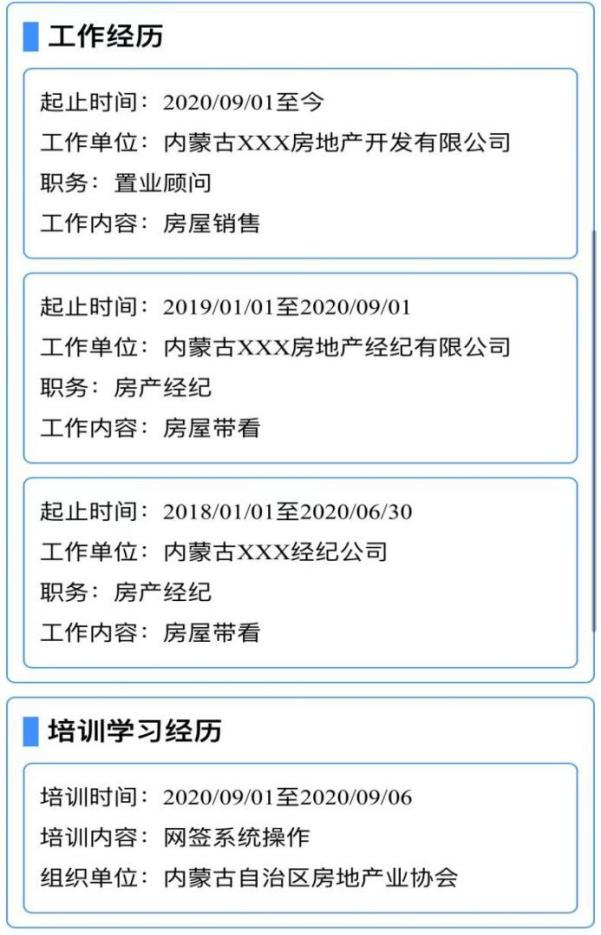 工作经历
起止时间：2020/09/01至今
工作单位：内蒙古XXX房地产开发有限公司
职务：置业顾问
工作内容：房屋销售
起止时间：2019/01/01至2020/09/01
工作单位：内蒙古XXX房地产经纪有限公司
职务：房产经纪
工作内容：房屋带看
起止时间：2018/01/01至2020/06/30
工作单位：内蒙古XXX经纪公司
职务：房产经纪
工作内容：房屋带看
培训学习经历
培训时间：2020/09/01至2020/09/06
培训内容：网签系统操作
组织单位：内蒙古自治区房地产业协会